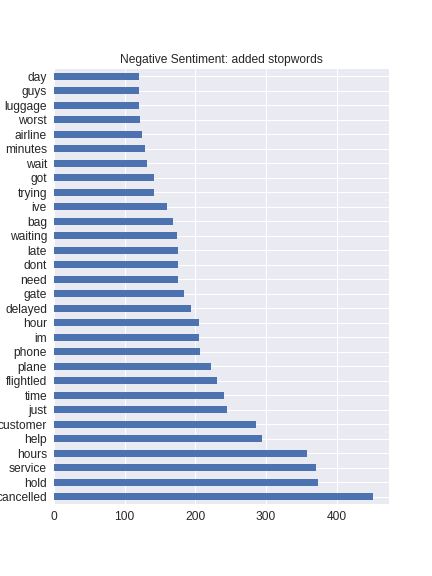 Negative Sentiment: added stopwords
day
guys
luggage
worst
airline
minutes
wait
got
trying
ive
bag
waiting
late
dont
need
gate
delayed
hour
im
phone
plane
flightled
time
just
customer
help
hours
service
hold
cancelled
0 100 200 300 400